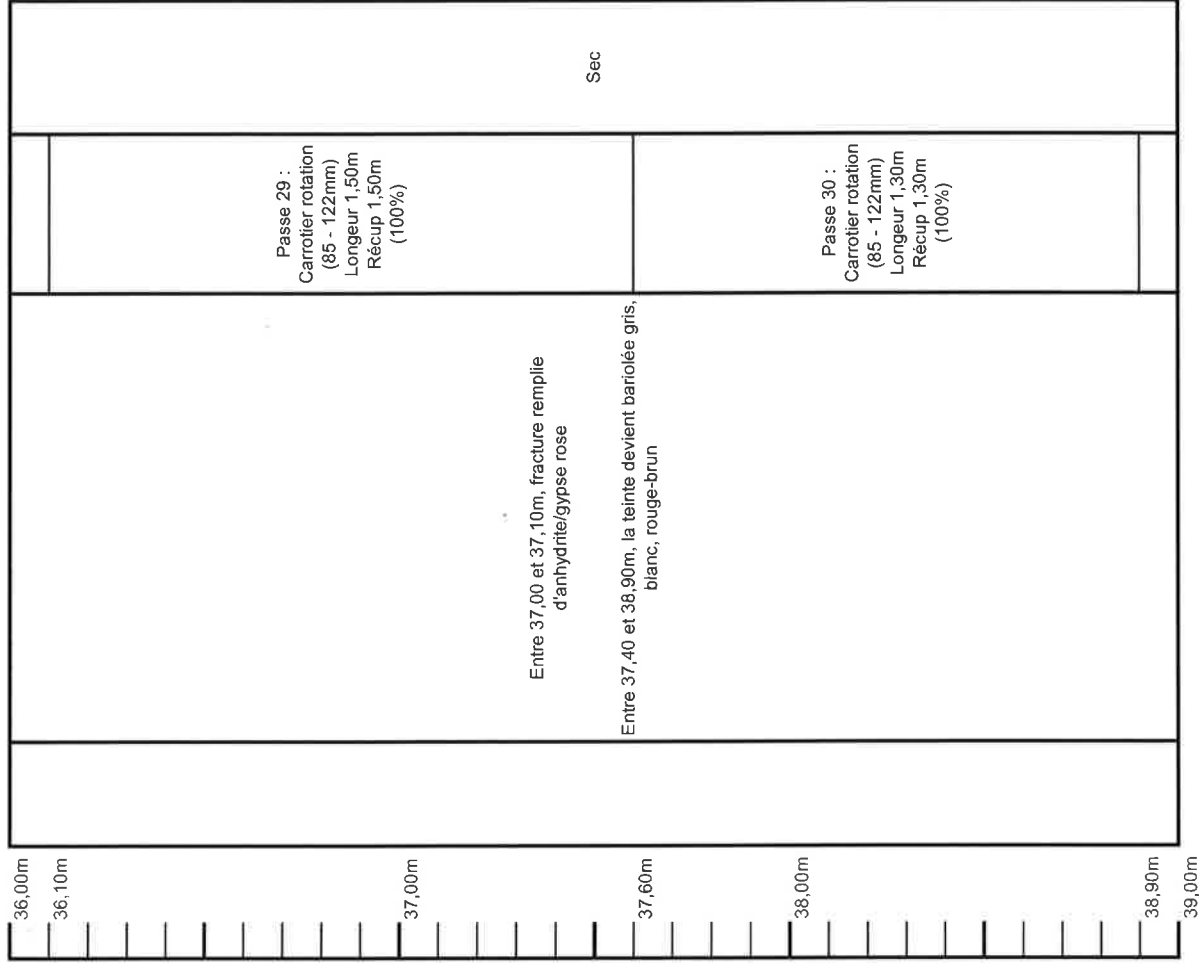 36,00m
36,10m
37,00m
37,60m
38,00m
38,90m
39,00m
Entre 37,00 et 37,10m, fracture remplie
d'anhydrite/gypse rose
Entre 37,40 et 38,90m, la teinte devient bariolée gris,
blanc, rouge-brun
Passe 29 :
Carrotier rotation
(85 - 122mm)
Longeur 1,50m
Récup 1,50m
(100%)
Passe 30 :
Carrotier rotation
(85 - 122mm)
Longeur 1,30m
Récup 1,30m
(100%)
Sec